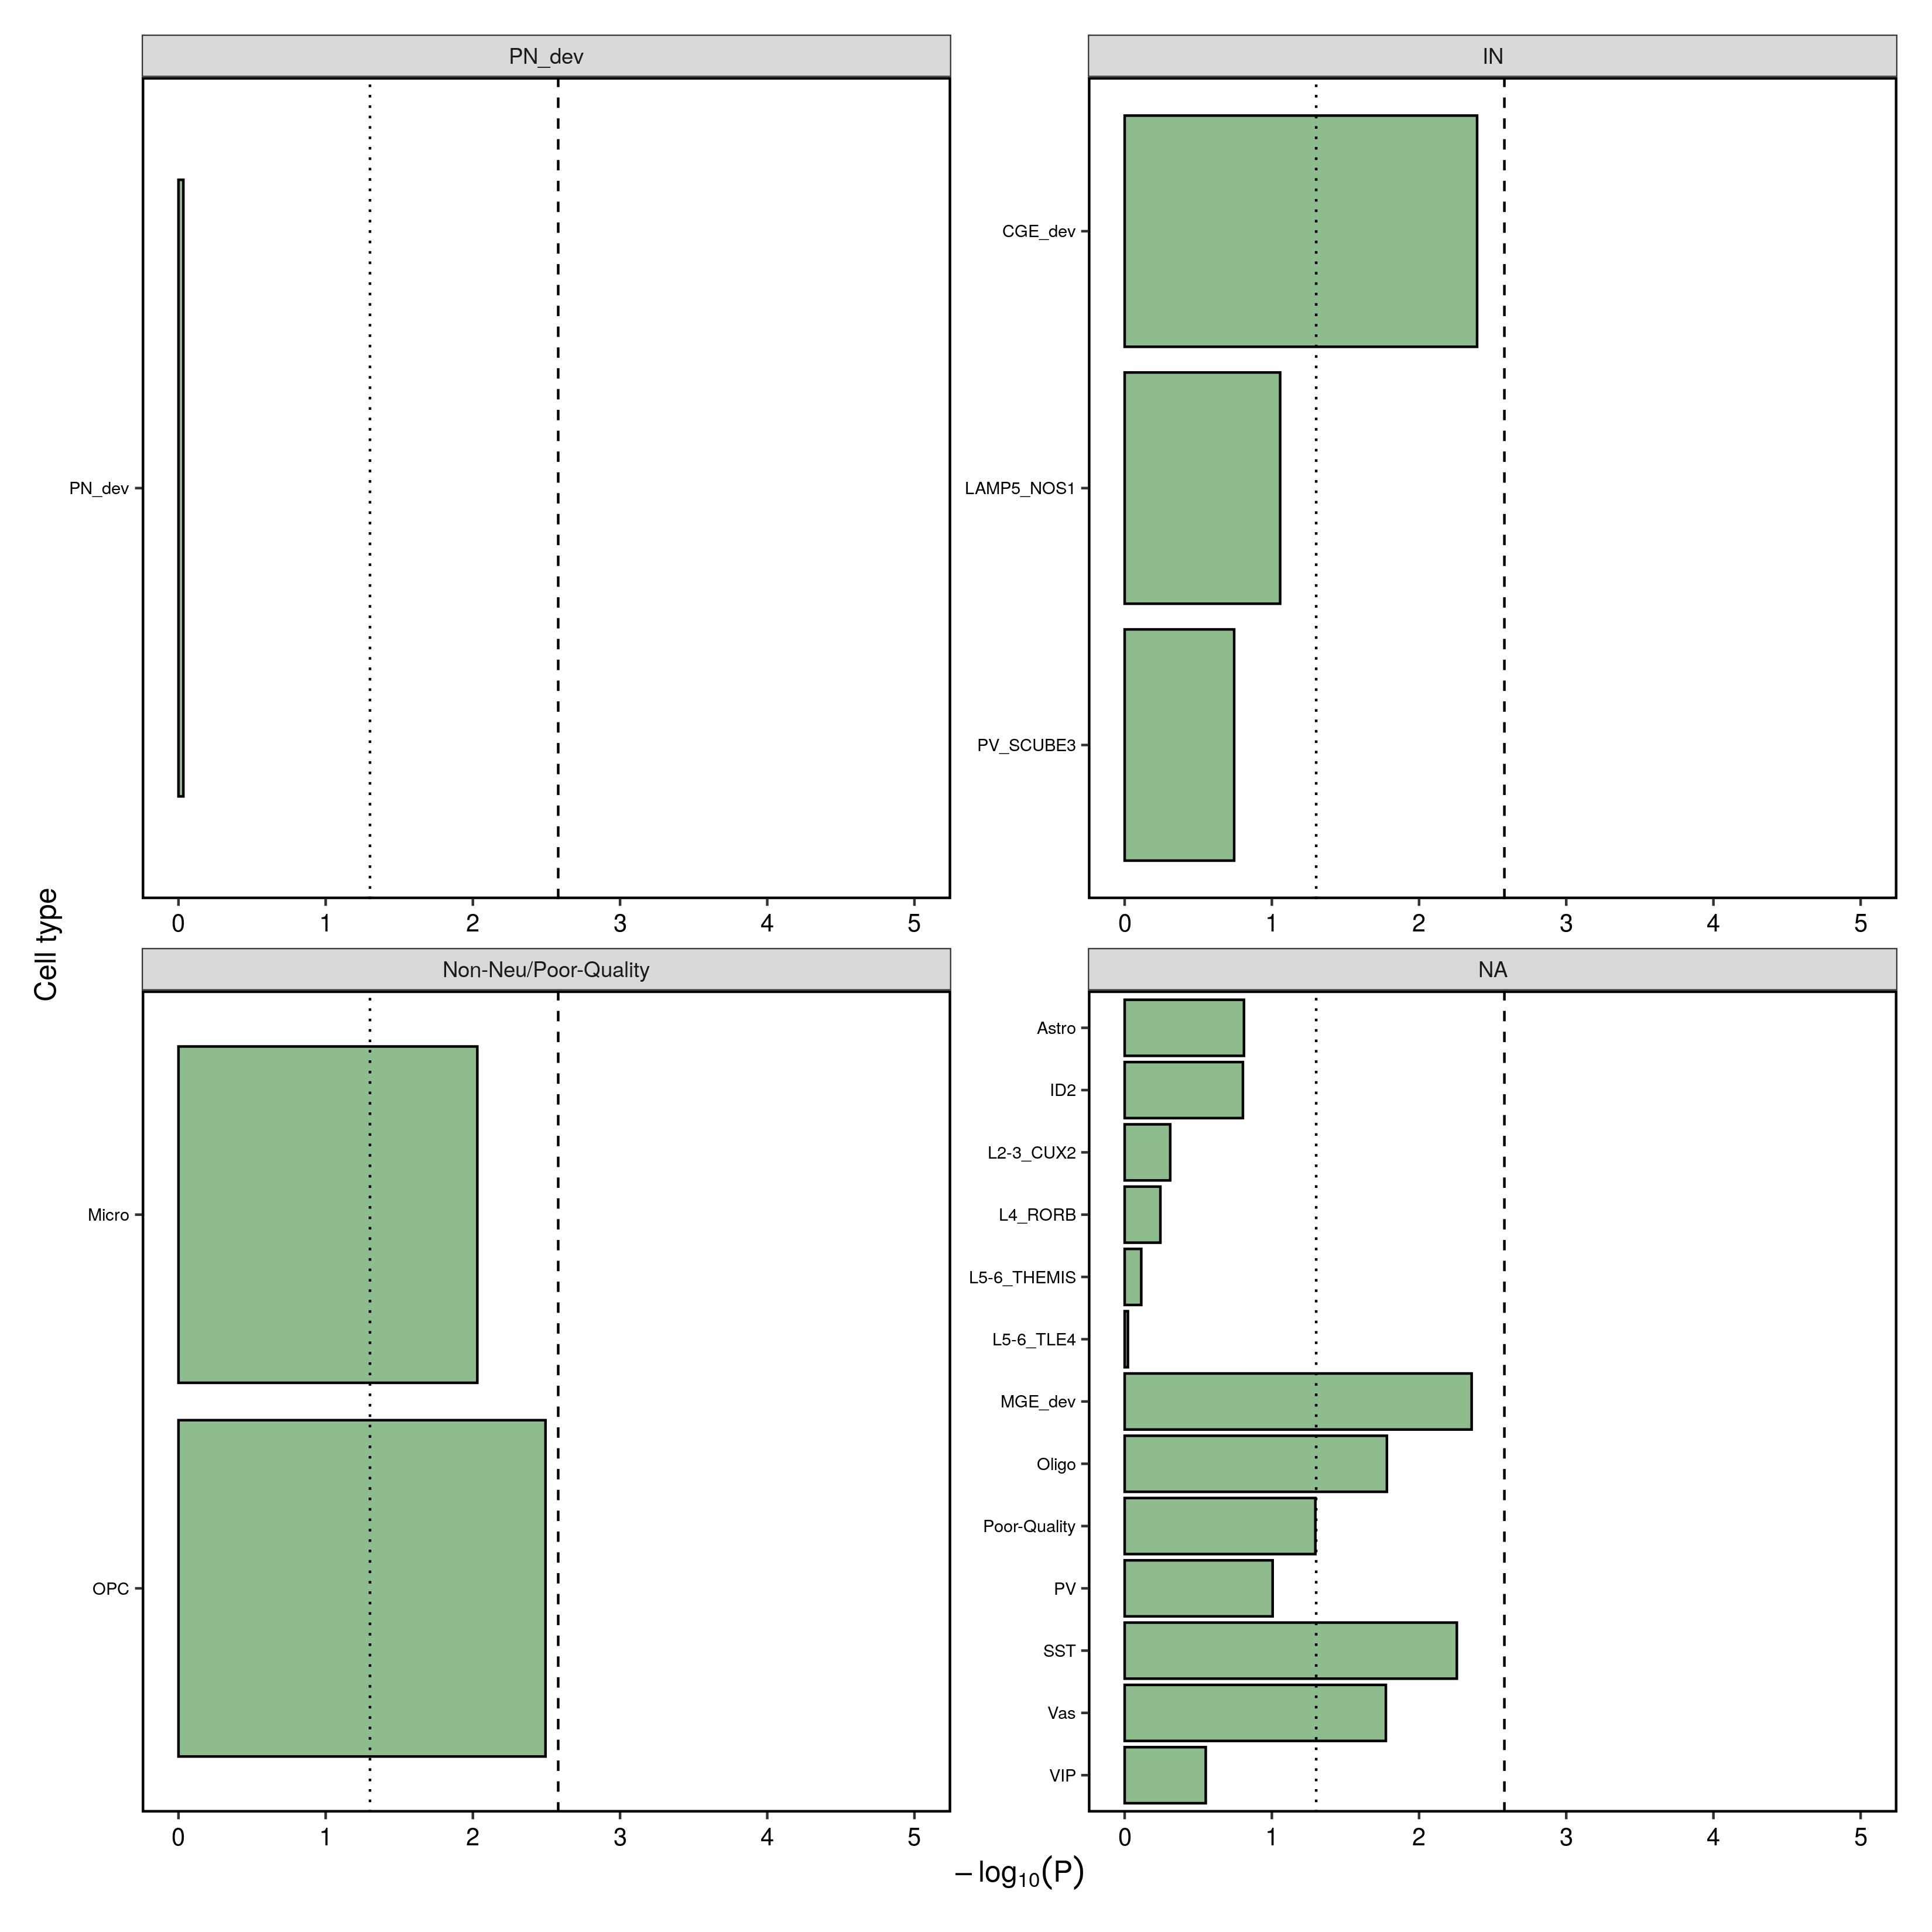 PN_dev
PN_dev
0 1 2 3 4 5
IN
CGE_dev
LAMP5_NOS1
PV_SCUBE3
0 1 2 3 4 5
Non-Neu/Poor-Quality
Micro
OPC
0 1 2 3 4 5
NA
Astro
ID2
L2-3_CUX2
L4_RORB
L5-6_THEMIS
L5-6_TLE4
MGE_dev
Oligo
Poor-Quality
PV
SST
Vas
VIP
0 1 2 3 4 5
Cell type
−log₁₀(P)